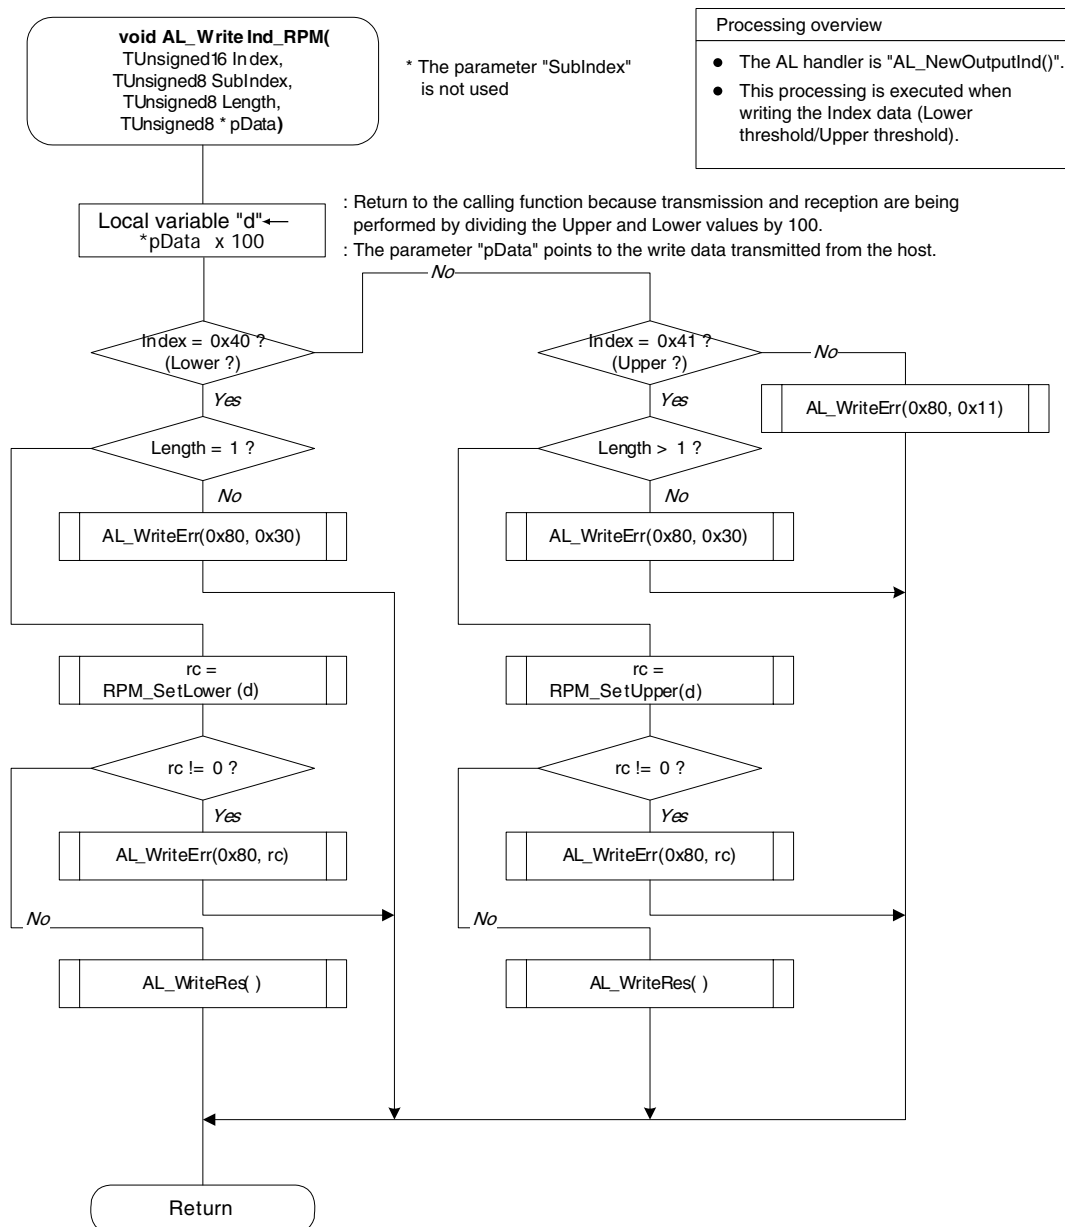 void AL_Write Ind_RPM(
TUnsigned16 Index,
TUnsigned8 SubIndex,
TUnsigned8 Length,
TUnsigned8 * pData)
* The parameter "SubIndex"
is not used
Processing overview
● The AL handler is "AL_NewOutputInd()".
● This processing is executed when
writing the Index data (Lower
threshold/Upper threshold).
Local variable "d"←
*pData x 100
: Return to the calling function because transmission and reception are being
performed by dividing the Upper and Lower values by 100.
: The parameter "pData" points to the write data transmitted from the host.
No
Index = 0x40 ?
(Lower ?)
Index = 0x41 ?
(Upper ?)
No
Yes
Yes
AL_WriteErr(0x80, 0x11)
Length = 1 ?
Length > 1 ?
No
No
AL_WriteErr(0x80, 0x30)
AL_WriteErr(0x80, 0x30)
rc =
RPM_SetLower (d)
rc =
RPM_SetUpper(d)
rc != 0 ?
rc != 0 ?
Yes
Yes
AL_WriteErr(0x80, rc)
AL_WriteErr(0x80, rc)
No
No
AL_WriteRes( )
AL_WriteRes( )
Return